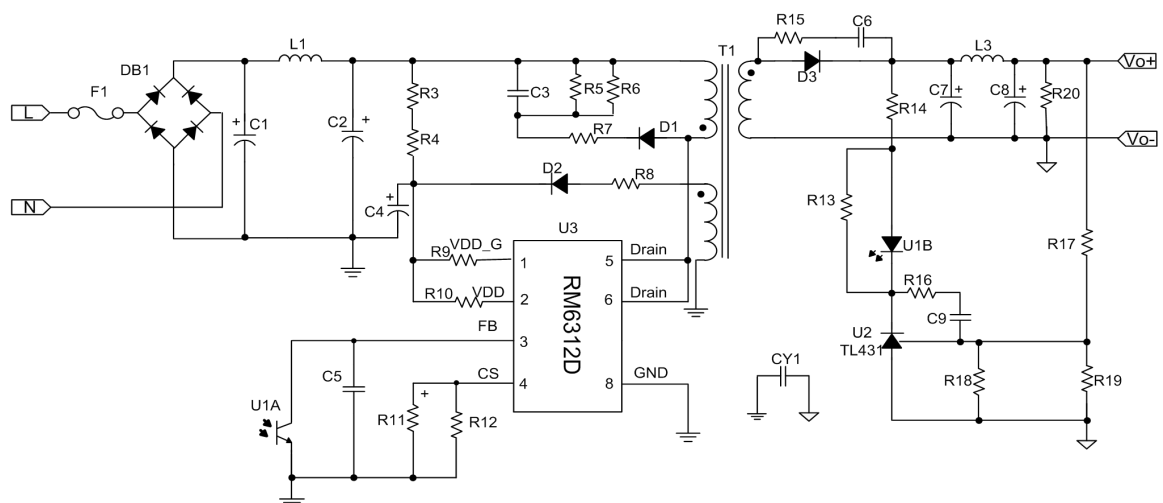 R15
C6
L1
T1
L3
DB1
D3
Vo+
F1
R3
C3
R5
R6
C7
+
C8
+
R20
L
+
C1
C2
+
R14
R7
D1
R4
Vo-
D2
R8
+
C4
R13
N
U3
R9
VDD_G
Drain
U1B
R17
1
5
RM6312D
R16
R10
VDD
Drain
2
6
C9
FB
U2
3
TL431
CY1
C5
CS
GND
R18
R19
4
8
+
U1A
R11
R12